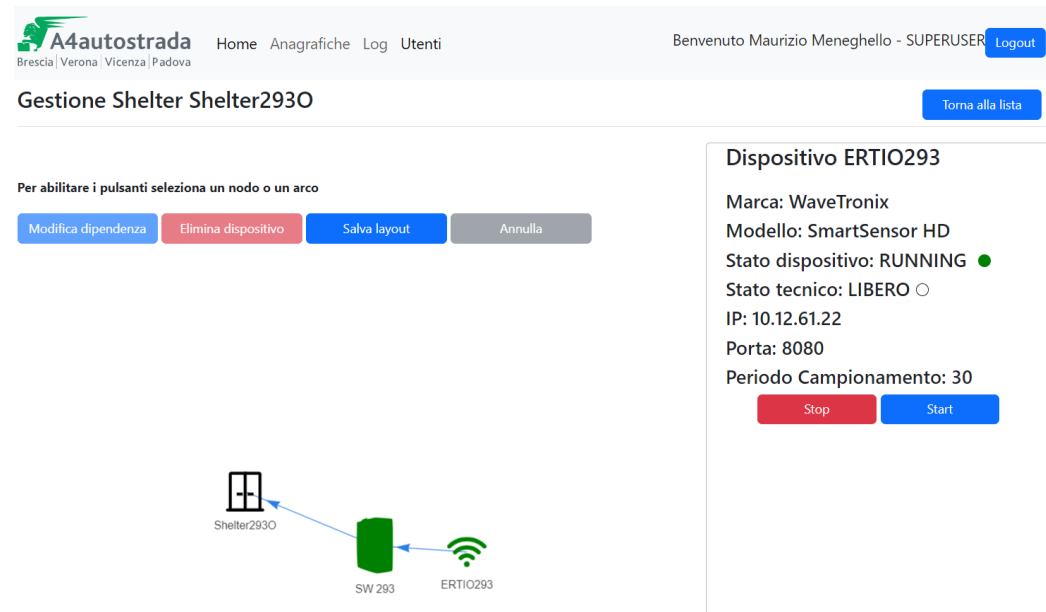 A4autostrada
Brescia | Verona | Vicenza | Padova
Home Anagrafiche Log Utenti
Benvenuto Maurizio Meneghello - SUPERUSER
Logout
Gestione Shelter Shelter293O
Torna alla lista
Per abilitare i pulsanti seleziona un nodo o un arco
Modifica dipendenza Elimina dispositivo Salva layout Annulla
Shelter293O
SW 293
ERTIO293
Dispositivo ERTIO293
Marca: WaveTronix
Modello: SmartSensor HD
Stato dispositivo: RUNNING
Stato tecnico: LIBERO
IP: 10.12.61.22
Porta: 8080
Periodo Campionamento: 30
Stop Start